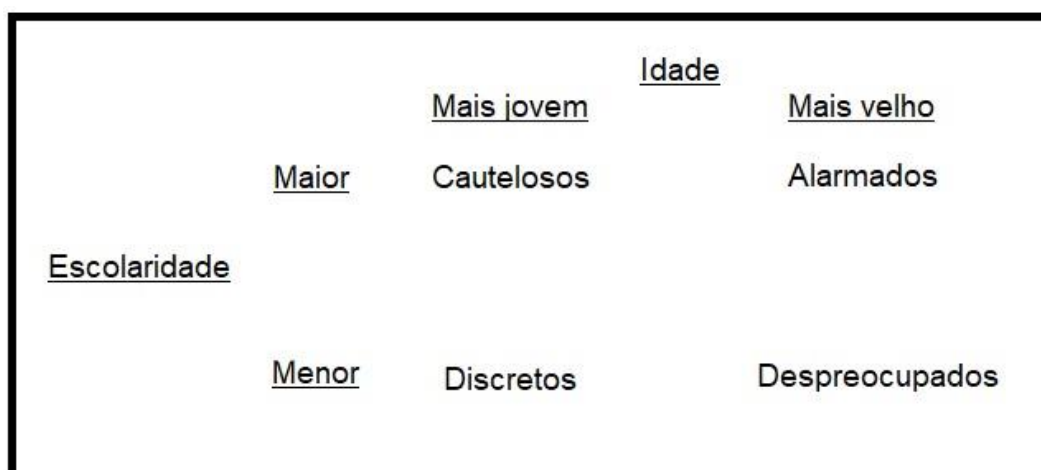 Idade
Mais jovem Mais velho
Maior Cautelosos Alarmados
Escolaridade
Menor Discretos Despreocupados